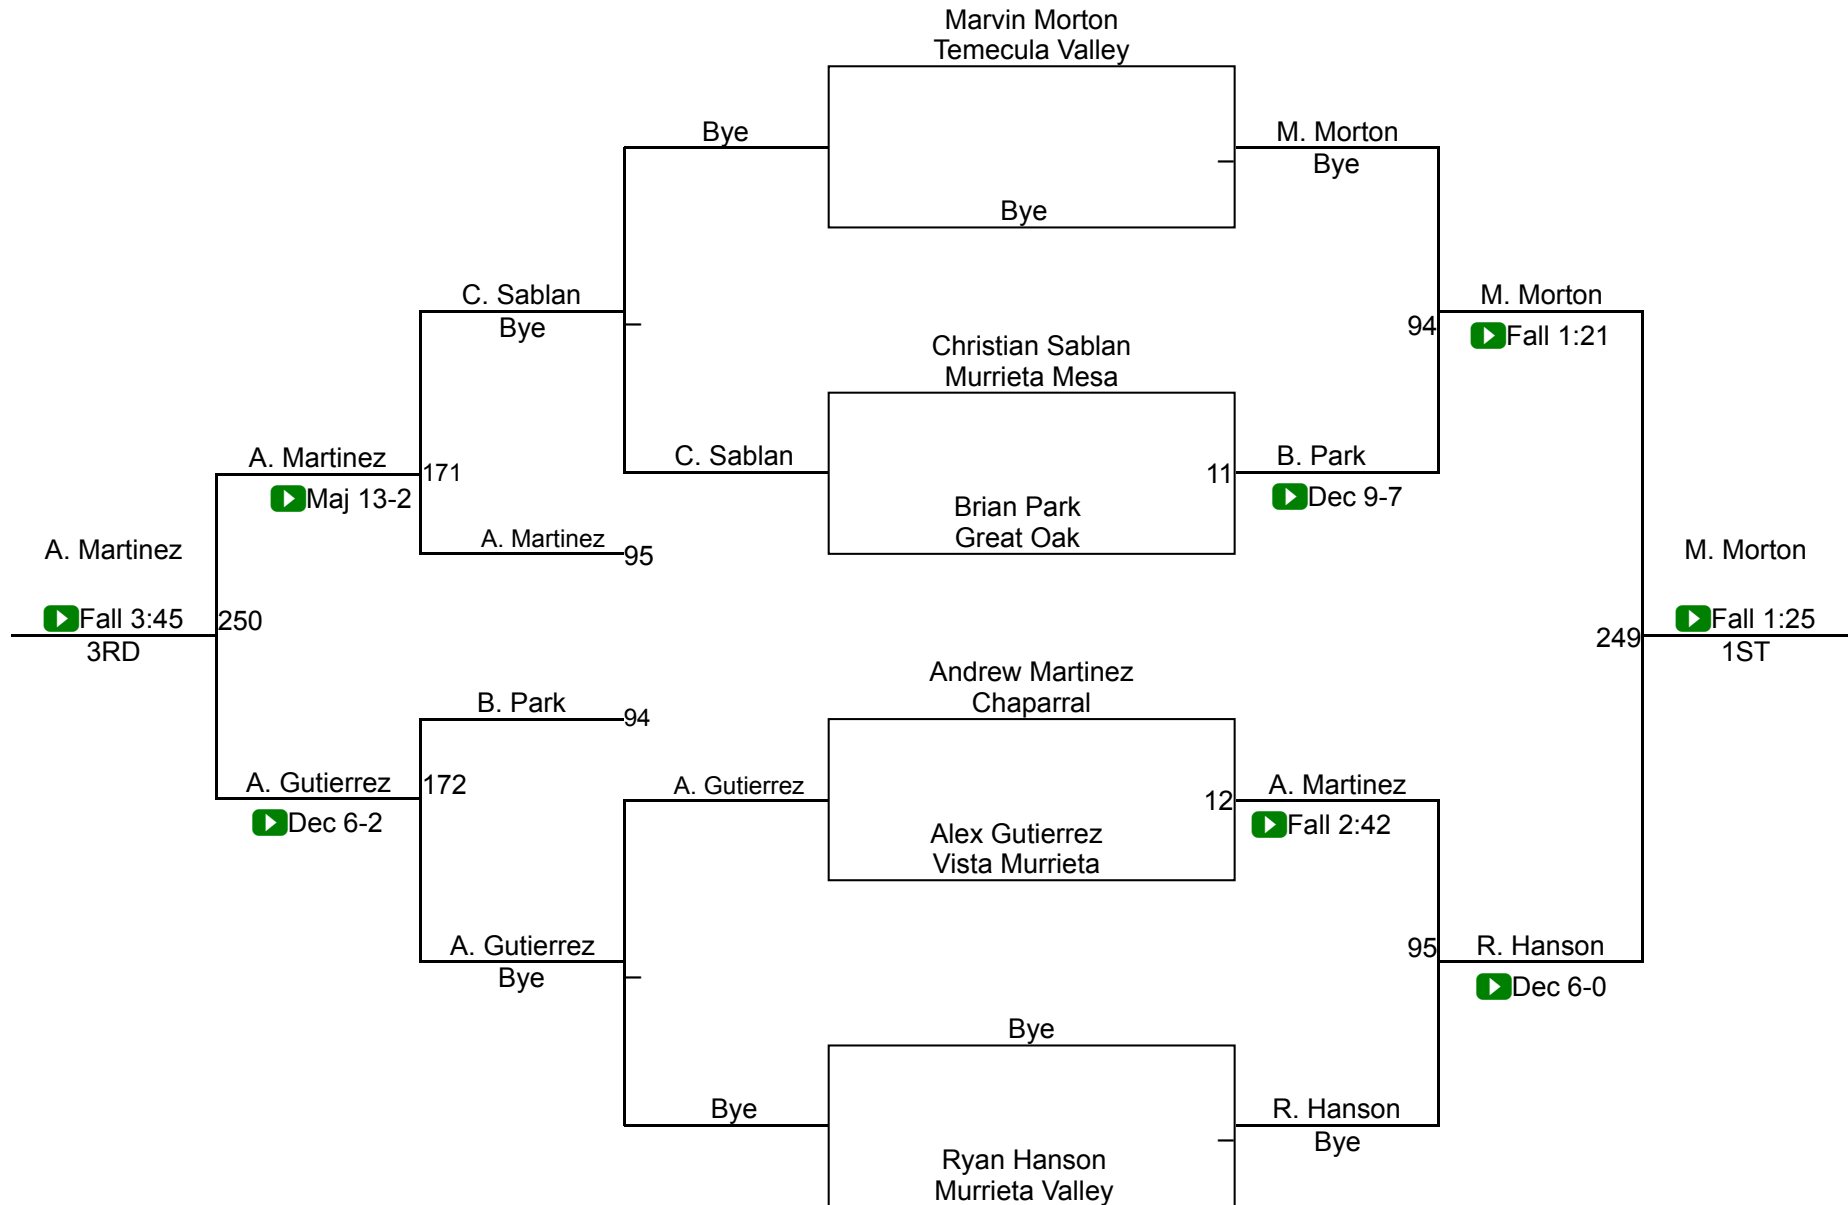 Marvin Morton
Temecula Valley
Bye
M. Morton
Bye
Bye
C. Sablan
Bye
M. Morton
94
Fall 1:21
Christian Sablan
Murrieta Mesa
A. Martinez
171
C. Sablan
11
B. Park
Maj 13-2
Dec 9-7
Brian Park
Great Oak
A. Martinez
95
A. Martinez
M. Morton
Fall 3:45
250
3RD
249
Fall 1:25
1ST
Andrew Martinez
Chaparral
B. Park
94
A. Gutierrez
172
A. Gutierrez
12
A. Martinez
Dec 6-2
Fall 2:42
Alex Gutierrez
Vista Murrieta
A. Gutierrez
Bye
95
R. Hanson
Dec 6-0
Bye
Bye
R. Hanson
Bye
Ryan Hanson
Murrieta Valley